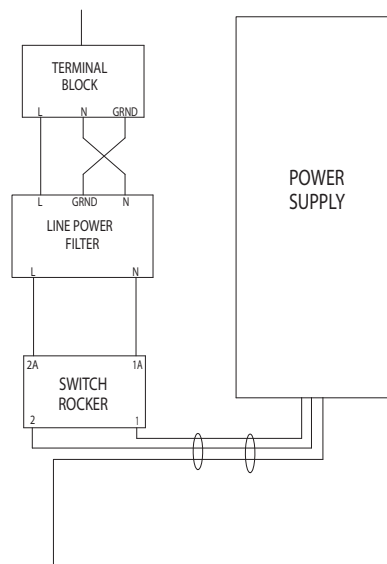 TERMINAL
BLOCK
L N GRND
L GRND N
LINE POWER
FILTER
L N
2A 1A
SWITCH
ROCKER
2 1
POWER
SUPPLY